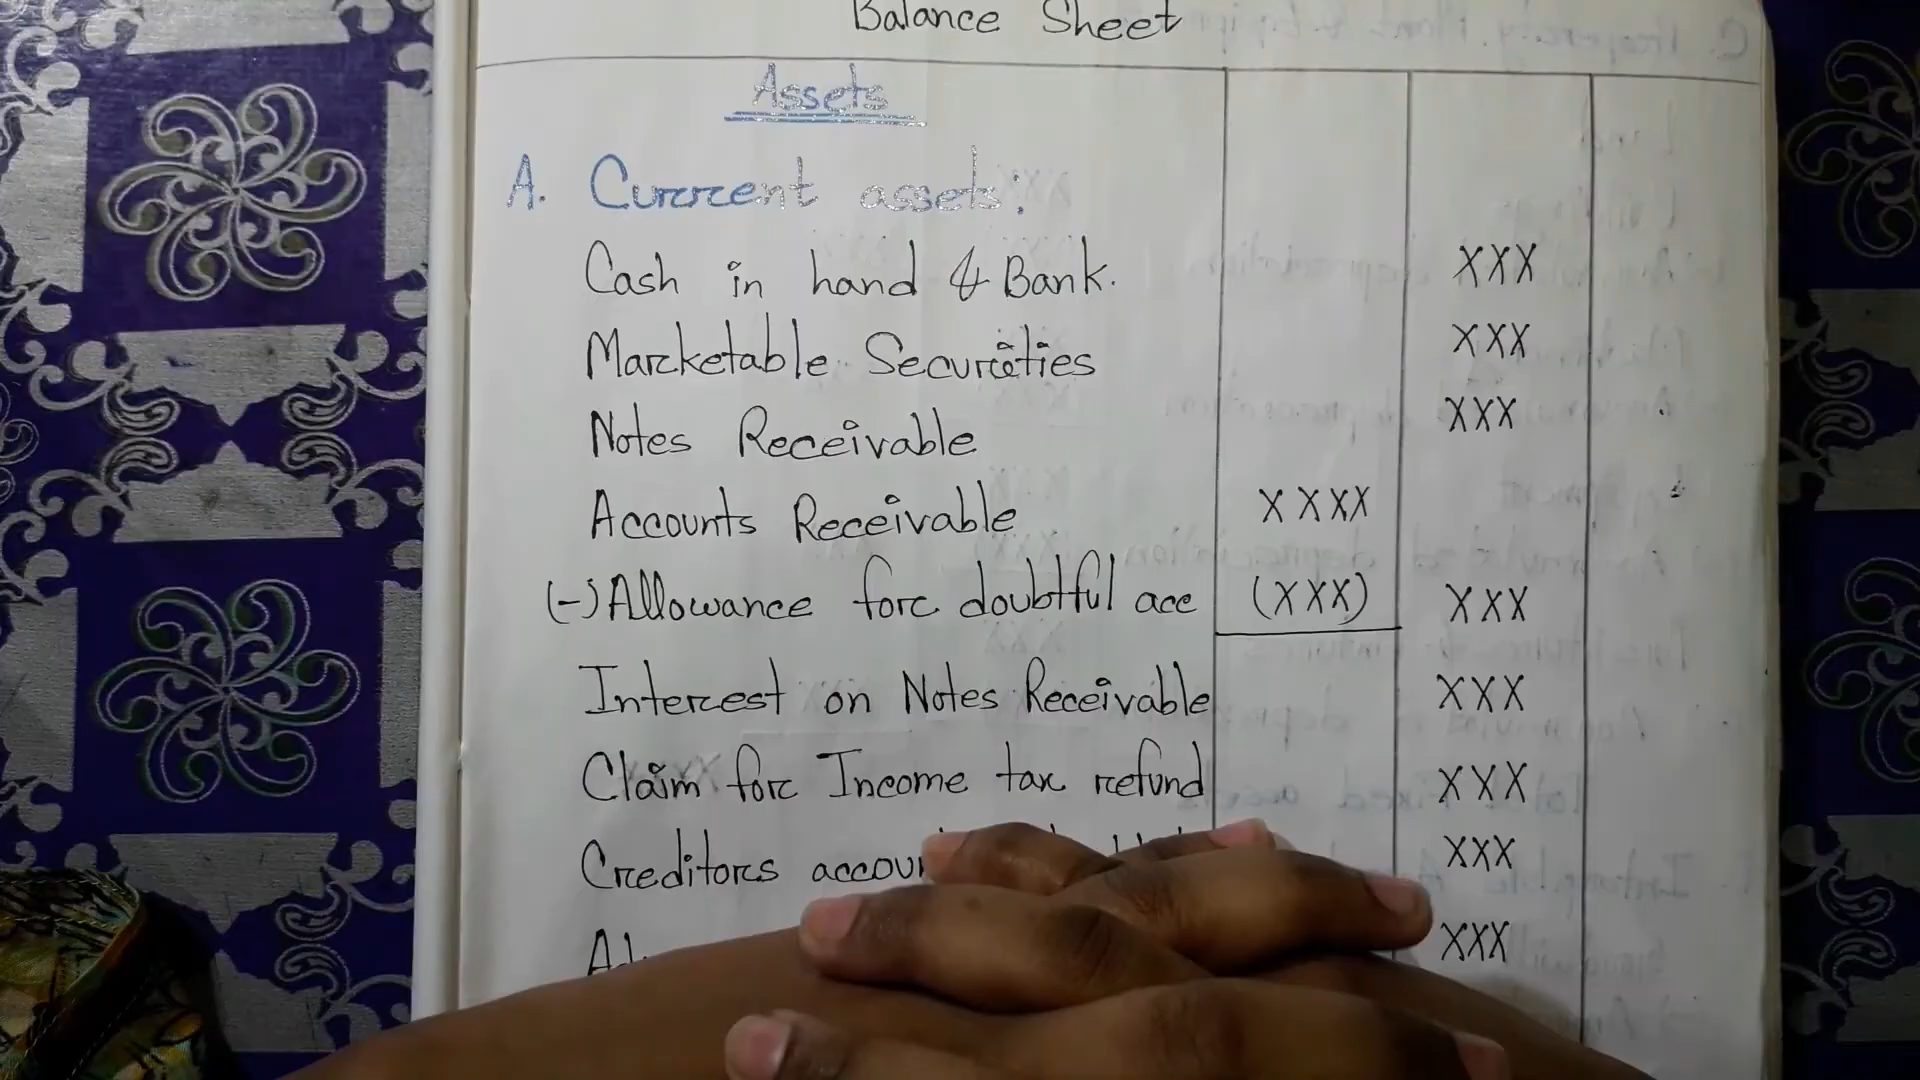 Balance Sheet
Assets
A. Current assets:
Cash in hand & Bank. XXX
Marketable Securities XXX
Notes Receivable XXX
Accounts Receivable XXXX
(-) Allowance for doubtful acc (XXX) XXX
Interest on Notes Receivable XXX
Claim for Income tax refund XXX
Creditors XXX
XXX